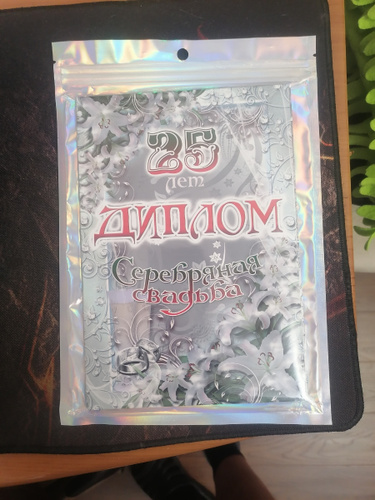 25
лет
ДИПЛОМ
Серебряная
свадьба